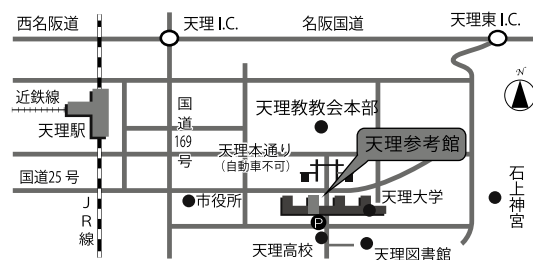 西名阪道
天理 I.C.
名阪国道
天理東 I.C.
近鉄線
天理駅
国道169号
天理教教会本部
N
天理本通り
(自動車不可)
天理参考館
国道25 号
JR線
市役所
天理大学
石上神宮
P
天理高校
天理図書館